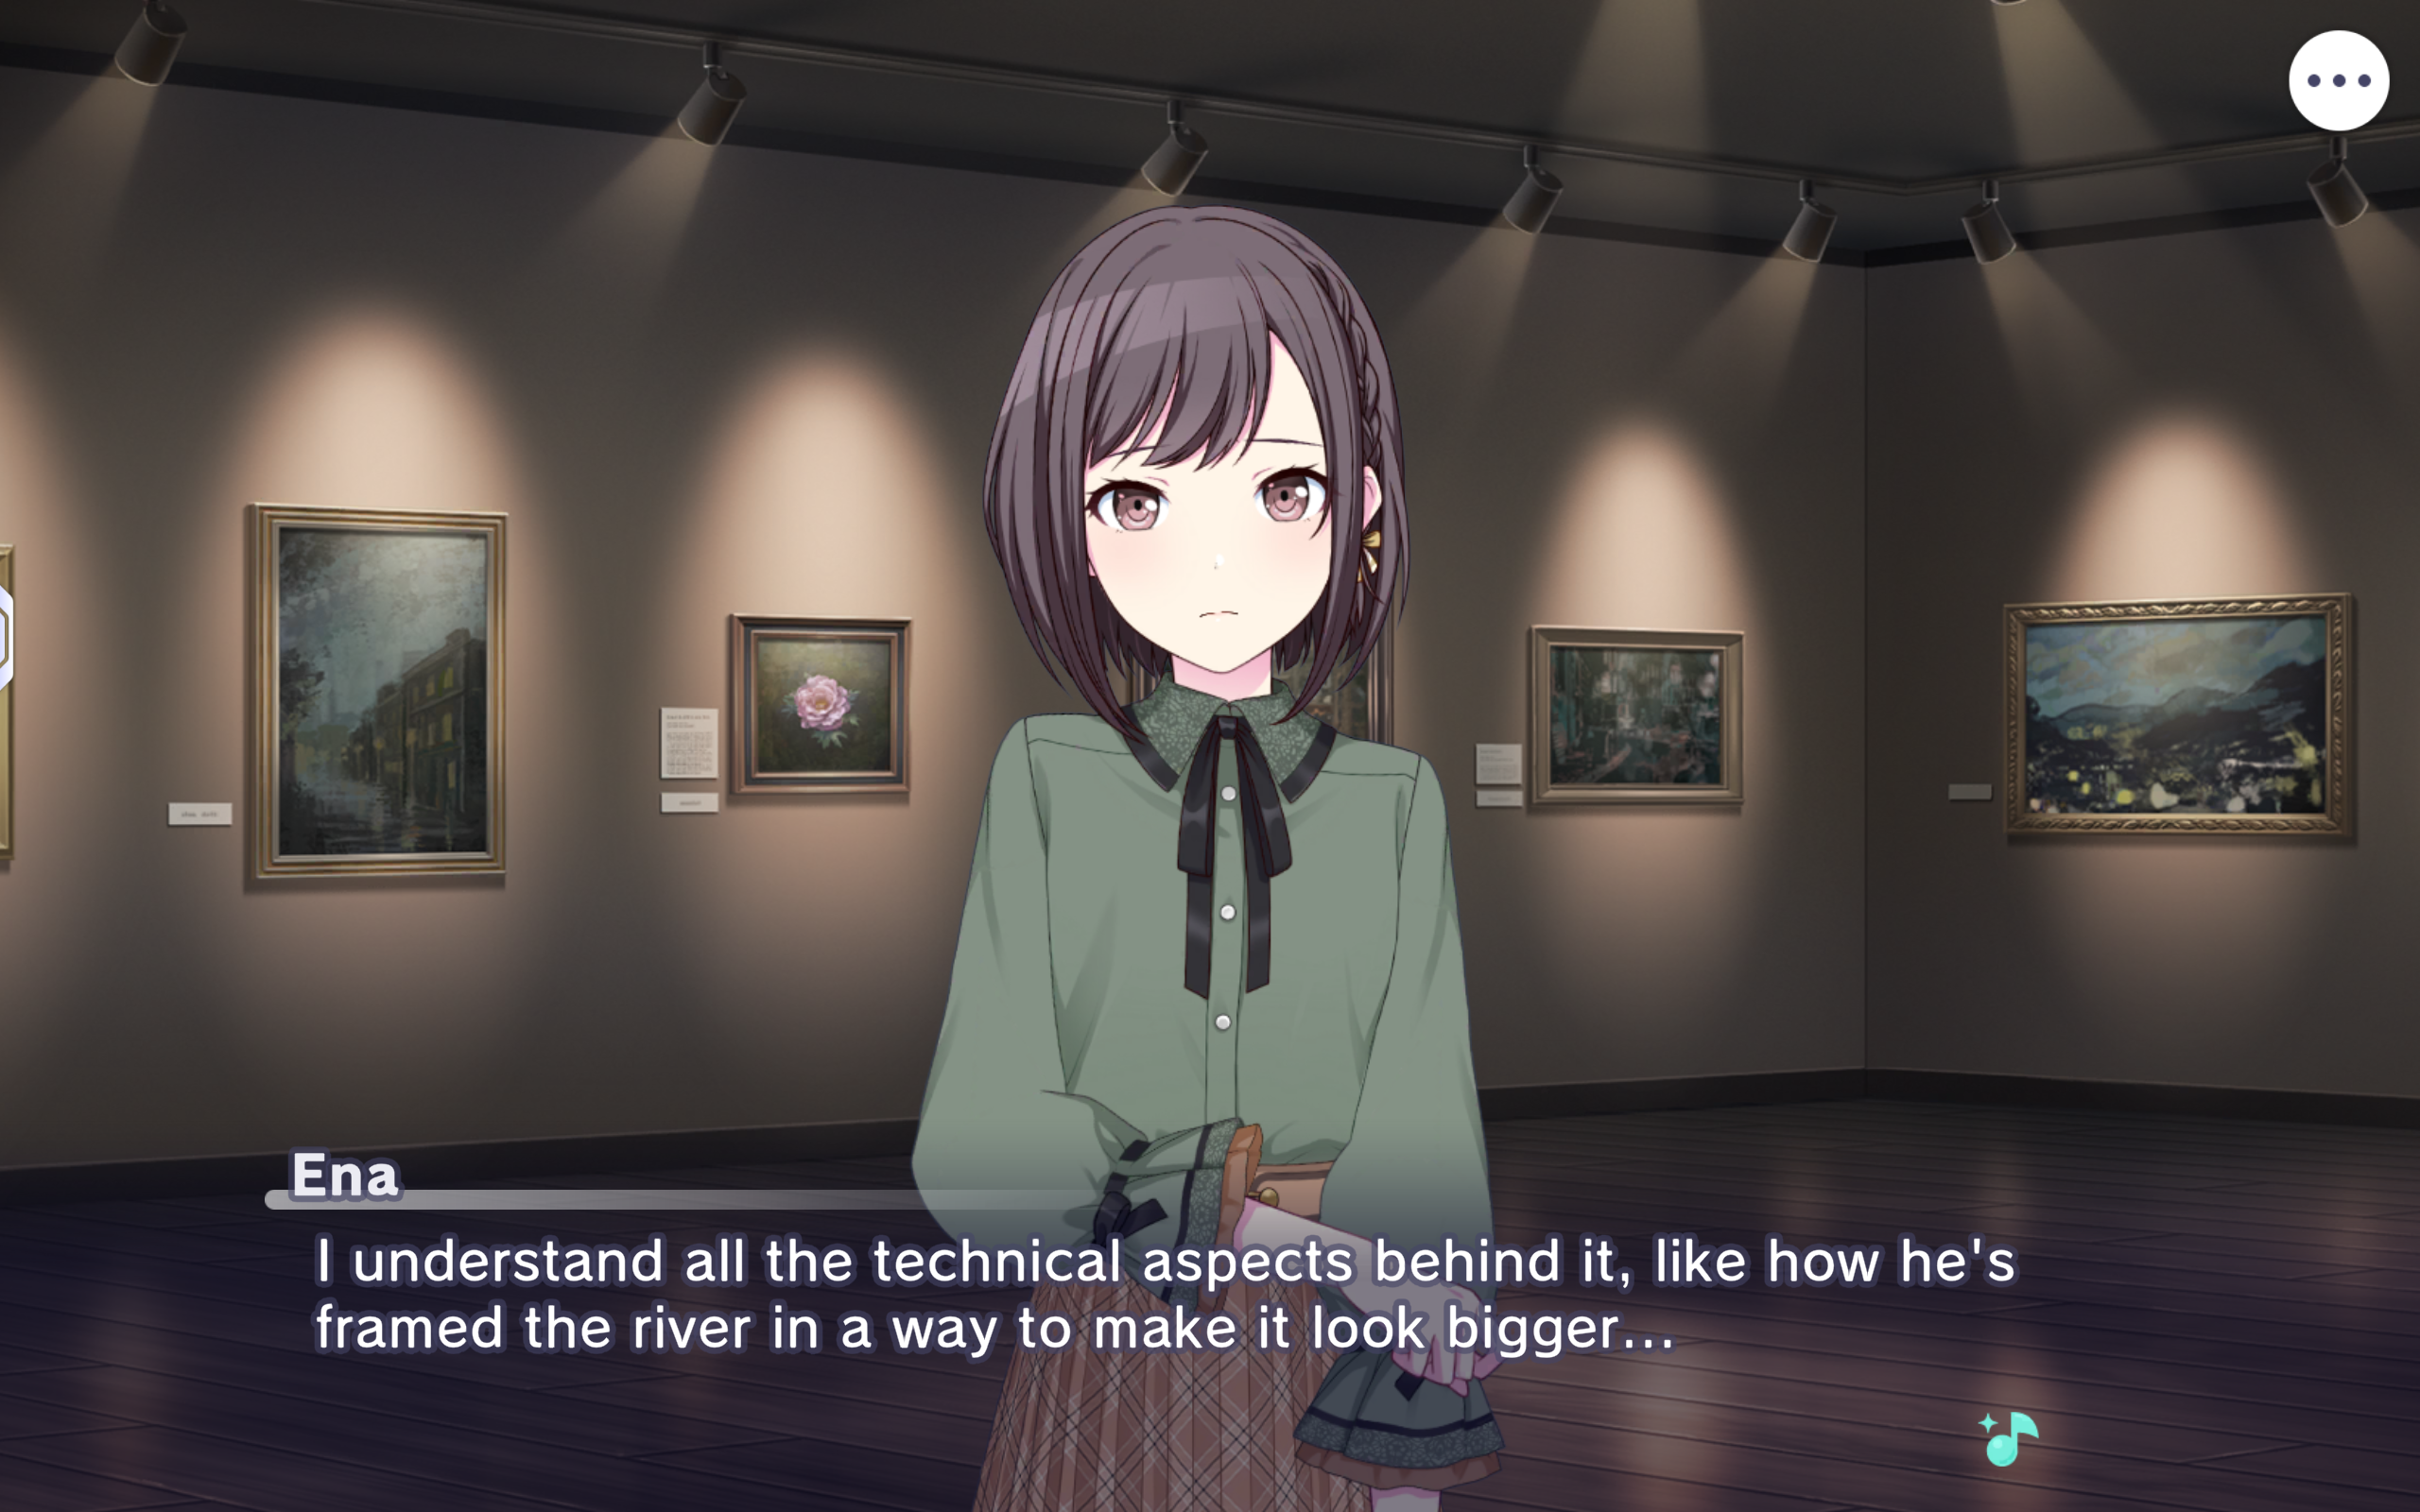 Ena
I understand all the technical aspects behind it, like how he's
framed the river in a way to make it look bigger...